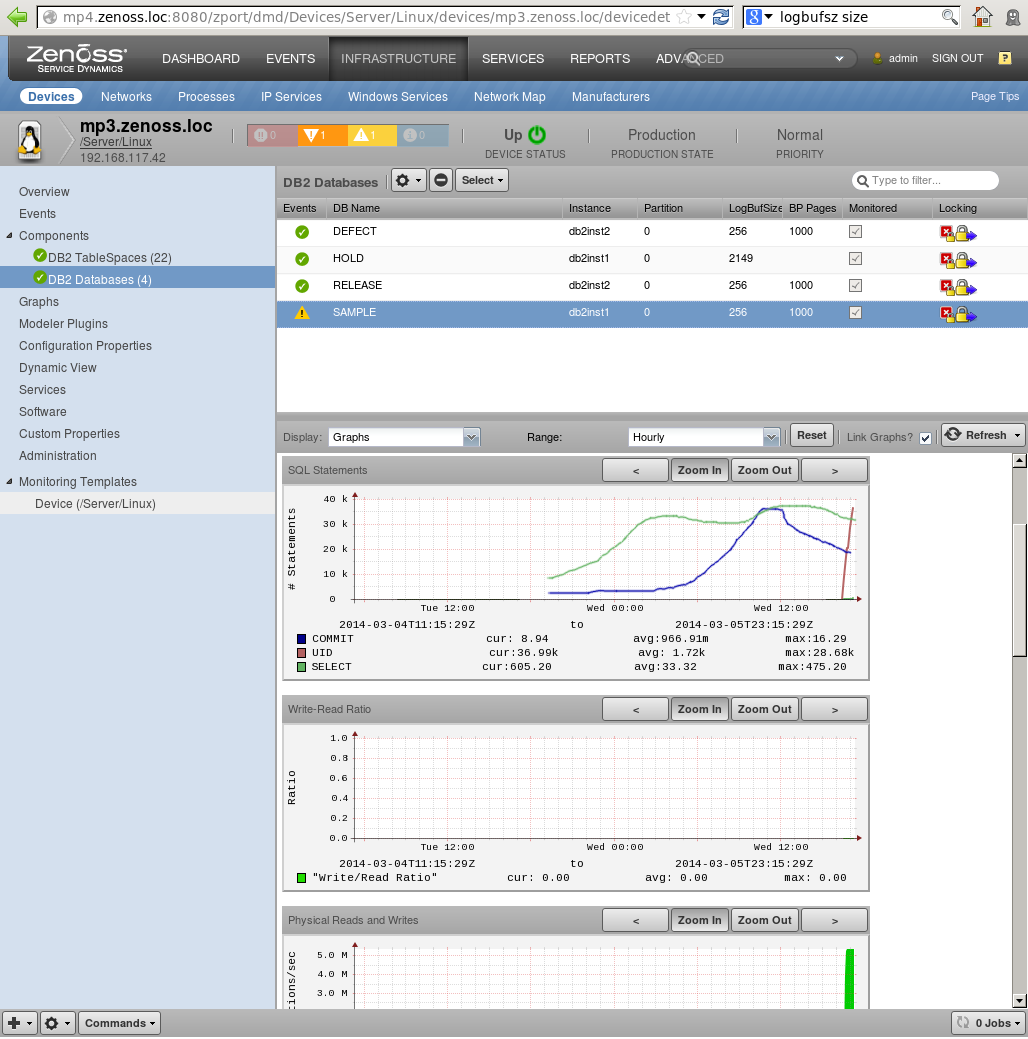 mp4.zenoss.loc:8080/zport/dmd/Devices/Server/Linux/devices/mp3.zenoss.loc/devicedet
logbufsz size
Zenoss
SERVICE DYNAMICS
DASHBOARD EVENTS INFRASTRUCTURE SERVICES REPORTS ADVANCED
admin SIGN OUT ?
Devices Networks Processes IP Services Windows Services Network Map Manufacturers Page Tips
mp3.zenoss.loc
/Server/Linux
192.168.117.42
0 1 1 0
Up
DEVICE STATUS
Production
PRODUCTION STATE
Normal
PRIORITY
Overview
Events
Components
DB2 TableSpaces (22)
DB2 Databases (4)
Graphs
Modeler Plugins
Configuration Properties
Dynamic View
Services
Software
Custom Properties
Administration
Monitoring Templates
Device (/Server/Linux)
DB2 Databases Select Type to filter...
Events DB Name Instance Partition LogBufSize BP Pages Monitored Locking
DEFECT db2inst2 0 256 1000
HOLD db2inst1 0 2149
RELEASE db2inst2 0 256 1000
SAMPLE db2inst1 0 256 1000
Display: Graphs Range: Hourly Reset Link Graphs? Refresh
SQL Statements < Zoom In Zoom Out >
# Statements
40 k
30 k
20 k
10 k
0
Tue 12:00 Wed 00:00 Wed 12:00
2014-03-04T11:15:29Z to 2014-03-05T23:15:29Z
COMMIT cur: 8.94 avg:966.91m max:16.29
UID cur:36.99k avg: 1.72k max:28.68k
SELECT cur:605.20 avg:33.32 max:475.20
Write-Read Ratio < Zoom In Zoom Out >
Ratio
1.0
0.8
0.6
0.4
0.2
0.0
Tue 12:00 Wed 00:00 Wed 12:00
2014-03-04T11:15:29Z to 2014-03-05T23:15:29Z
"Write/Read Ratio" cur: 0.00 avg: 0.00 max: 0.00
Physical Reads and Writes < Zoom In Zoom Out >
ions/sec
5.0 M
4.0 M
3.0 M
Commands 0 Jobs